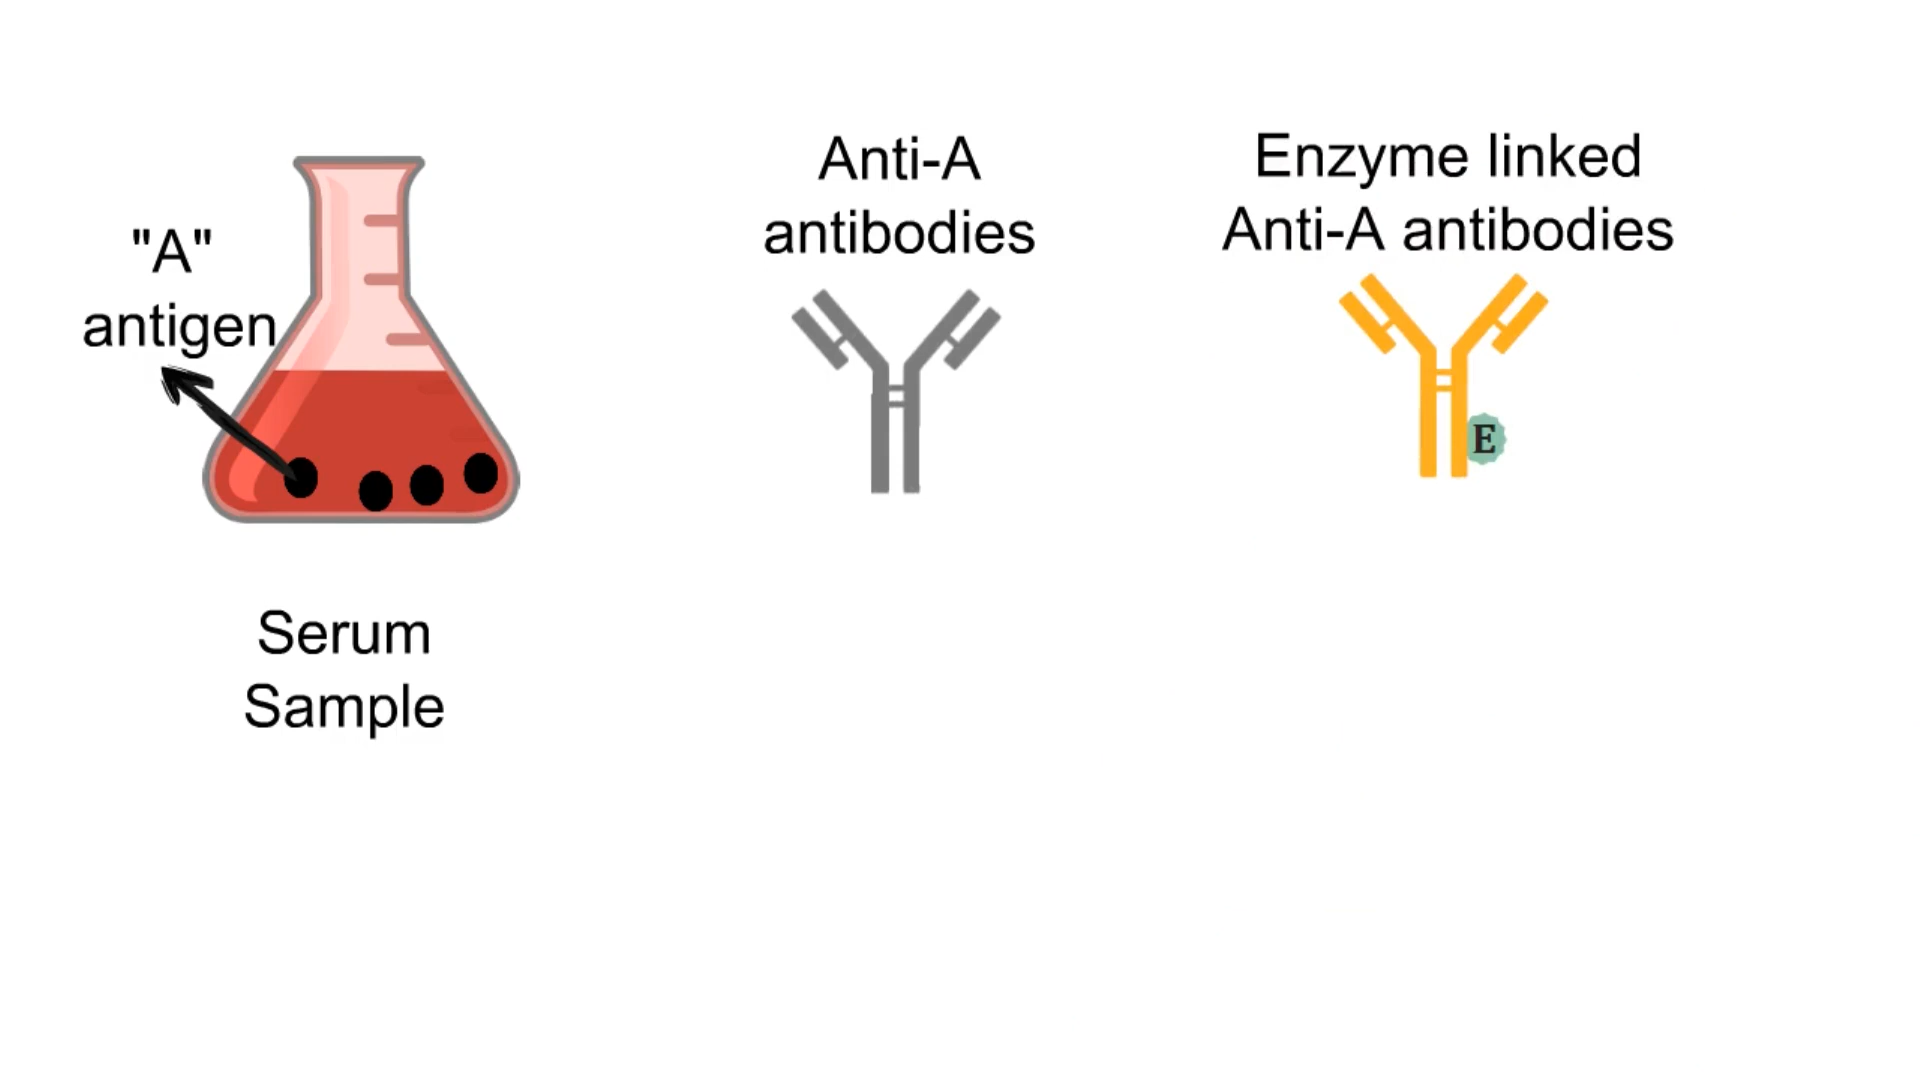 "A"
antigen
Serum
Sample
Anti-A
antibodies
Enzyme linked
Anti-A antibodies
E